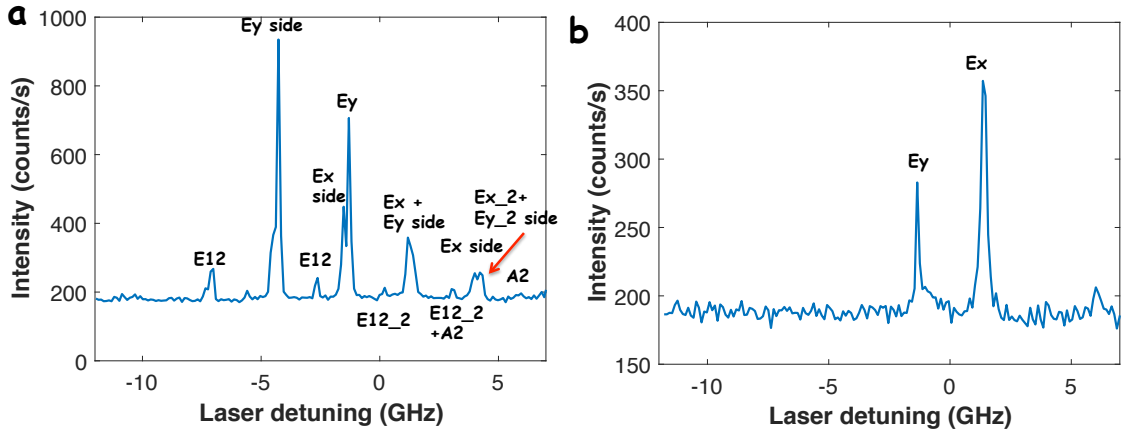 a
Ey side
Ey
Ex
side
Ex +
Ey side
Ex_2+
Ey_2 side
Ex side
E12
E12
A2
E12_2
E12_2
+A2
1000
800
600
400
200
0
Intensity (counts/s)
-10
-5
0
5
Laser detuning (GHz)
b
Ex
Ey
400
350
300
250
200
150
Intensity (counts/s)
-10
-5
0
5
Laser detuning (GHz)